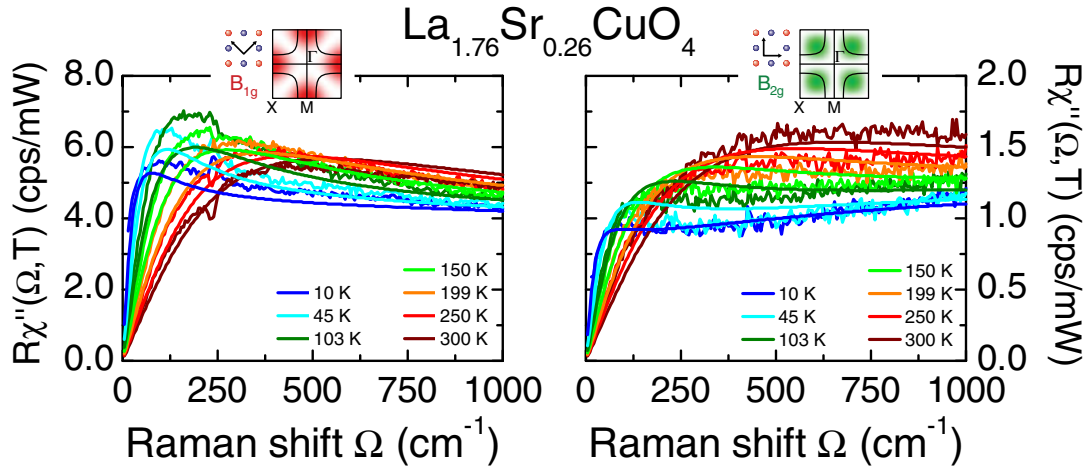 La1.76Sr0.26CuO4
B1g
Γ
X M
B2g
Γ
X M
Rχ''(Ω,T) (cps/mW)
8.0
6.0
4.0
2.0
0.0
150 K
10 K
199 K
45 K
250 K
103 K
300 K
0 250 500 750 1000
Raman shift Ω (cm-1)
150 K
10 K
199 K
45 K
250 K
103 K
300 K
0 250 500 750 1000
Raman shift Ω (cm-1)
2.0
1.5
1.0
0.5
0.0
Rχ''(Ω,T) (cps/mW)